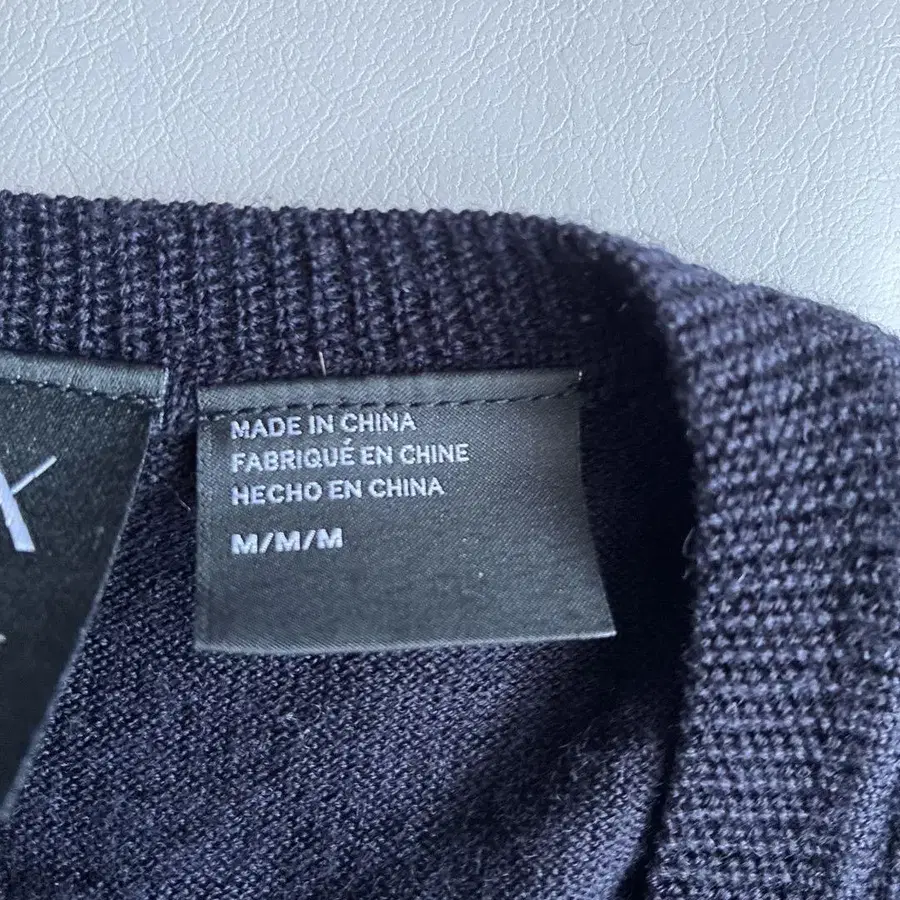 X
MADE IN CHINA
FABRIQUÉ EN CHINE
HECHO EN CHINA
M/M/M